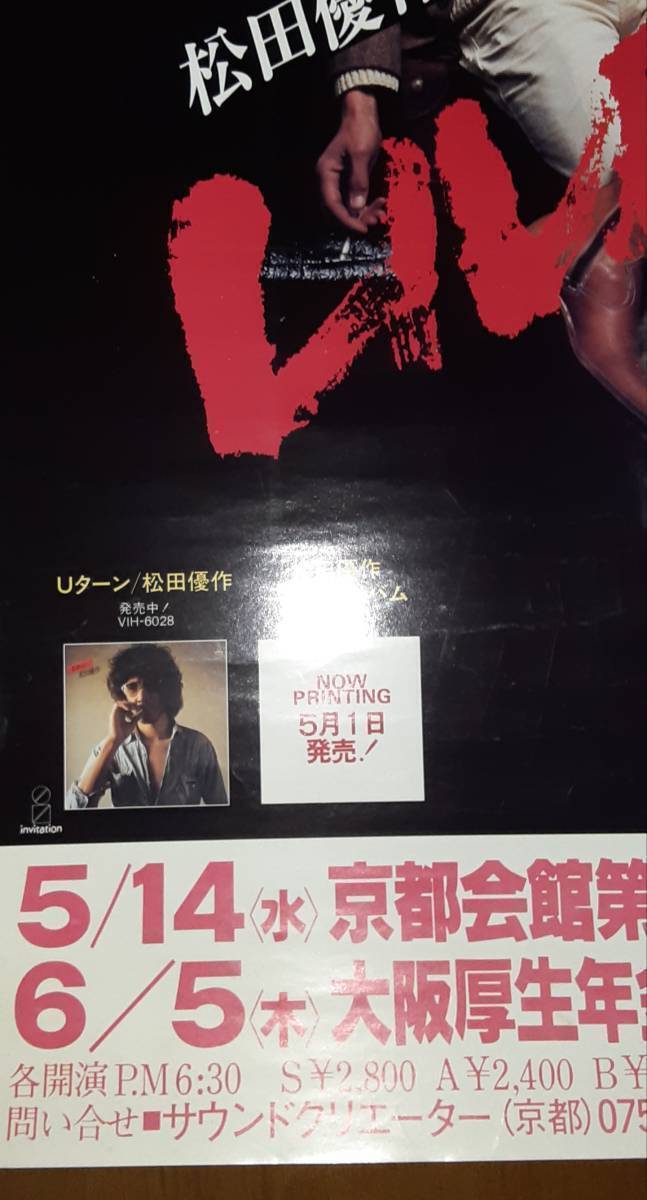 松田優作
Uターン/松田優作
発売中!
VIH-6028
作
ム
NOW
PRINTING
5月1日
発売!
invitation
5/14〈水〉京都会館第
6/5〈木〉大阪厚生年
各開演P.M6:30 S¥2,800 A¥2,400 B¥
問い合せ■サウンドクリエーター(京都)075